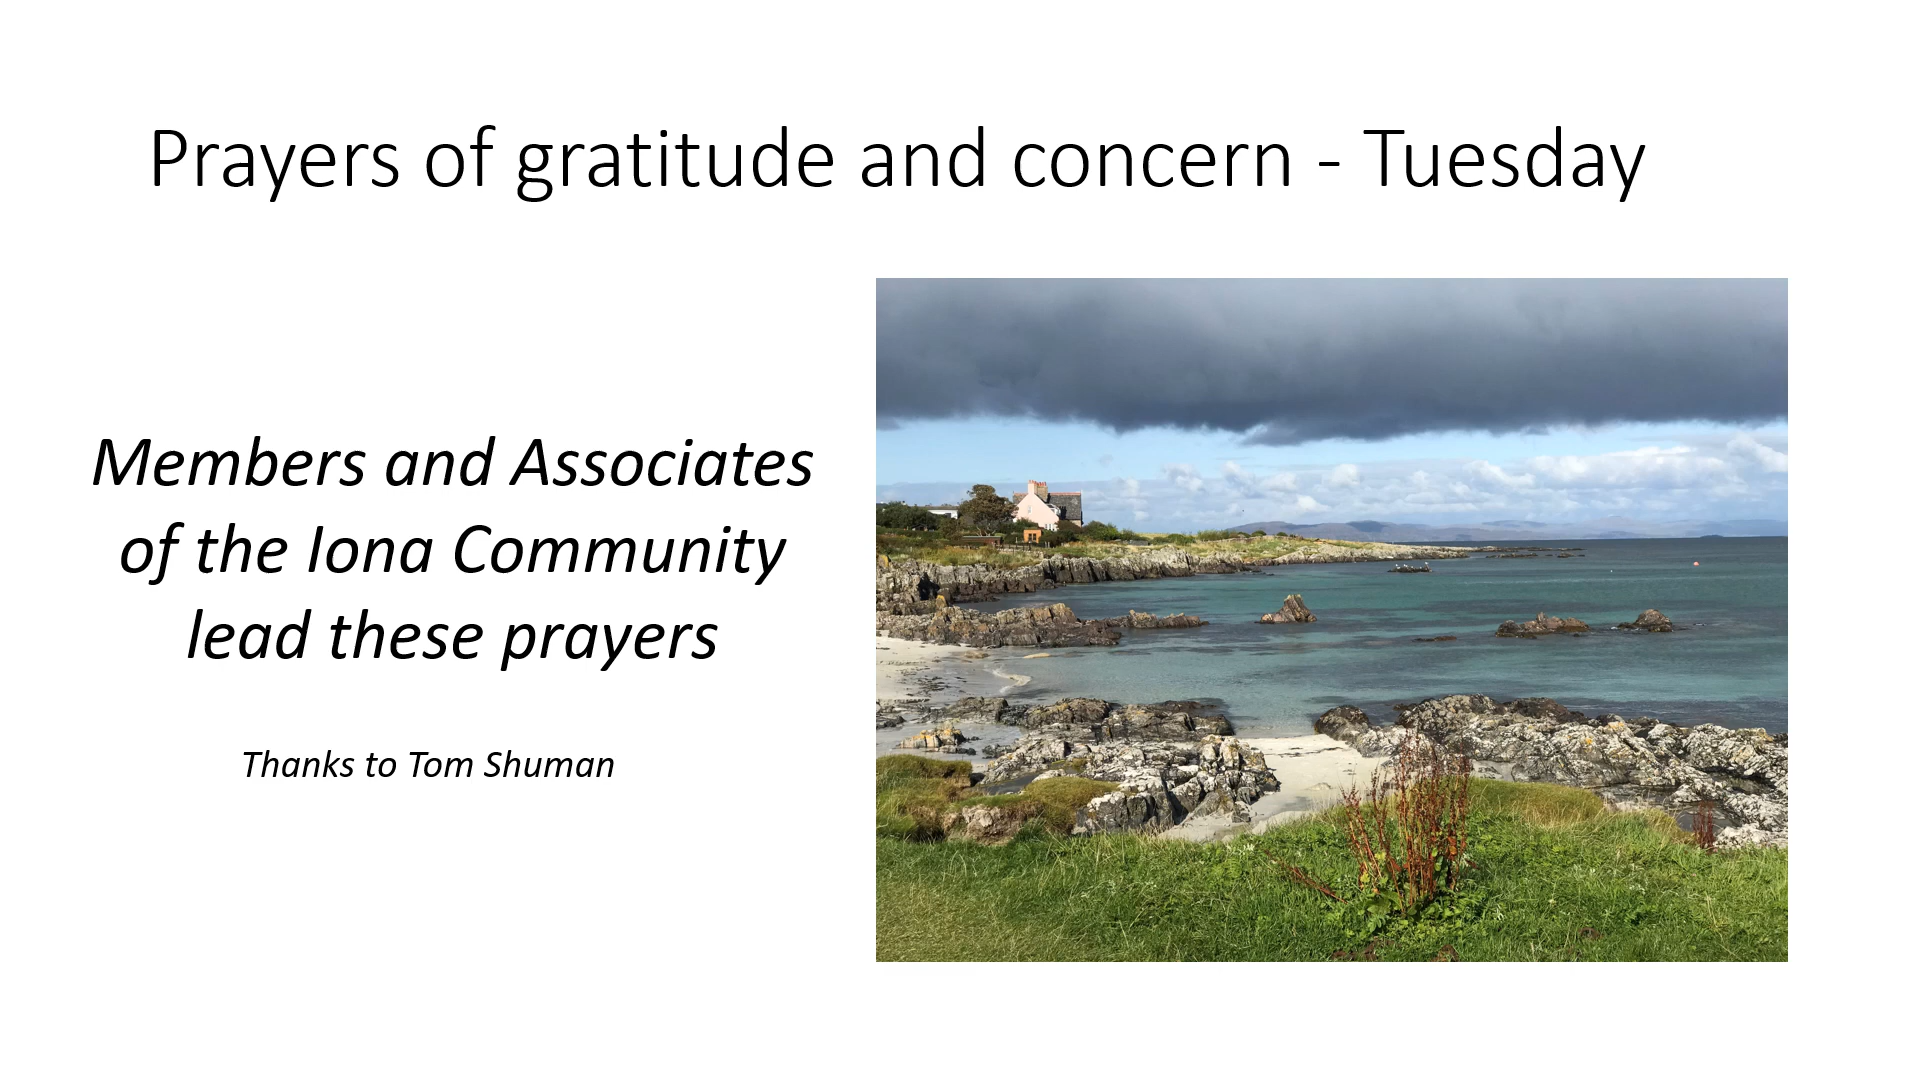 Prayers of gratitude and concern - Tuesday
Members and Associates
of the Iona Community
lead these prayers
Thanks to Tom Shuman